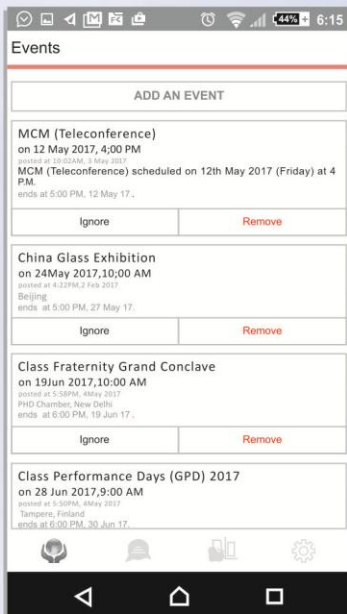 44% 6:15
Events
ADD AN EVENT
MCM (Teleconference)
on 12 May 2017, 4;00 PM
posted at 10:02AM, 3 May 2017
MCM (Teleconference) scheduled on 12th May 2017 (Friday) at 4
P.M.
ends at 5:00 PM, 12 May 17.
Ignore Remove
China Glass Exhibition
on 24May 2017,10;00 AM
posted at 4:22PM,2 Feb 2017
Beijing
ends at 5:00 PM, 27 May 17.
Ignore Remove
Class Fraternity Grand Conclave
on 19Jun 2017,10:00 AM
posted at 5:58PM, 4May 2017
PHD Chamber, New Delhi
ends at 6:00 PM, 19 Jun 17 .
Ignore Remove
Class Performance Days (GPD) 2017
on 28 Jun 2017,9:00 AM
posted at 5:50PM, 4May 2017
Tampere, Finland
ends at 6:00 PM, 30 Jun 17.